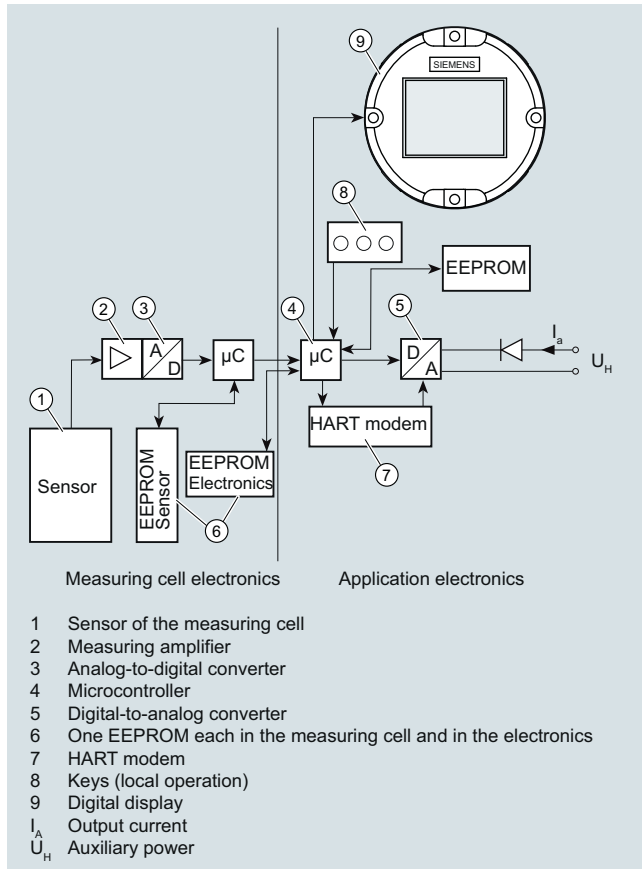 9
SIEMENS
8
EEPROM
2
3
4
5
A
D
µC
µC
D
A
Ia
UH
1
HART modem
Sensor
EEPROM
Sensor
EEPROM
Electronics
7
6
Measuring cell electronics
Application electronics
1 Sensor of the measuring cell
2 Measuring amplifier
3 Analog-to-digital converter
4 Microcontroller
5 Digital-to-analog converter
6 One EEPROM each in the measuring cell and in the electronics
7 HART modem
8 Keys (local operation)
9 Digital display
IA Output current
UH Auxiliary power